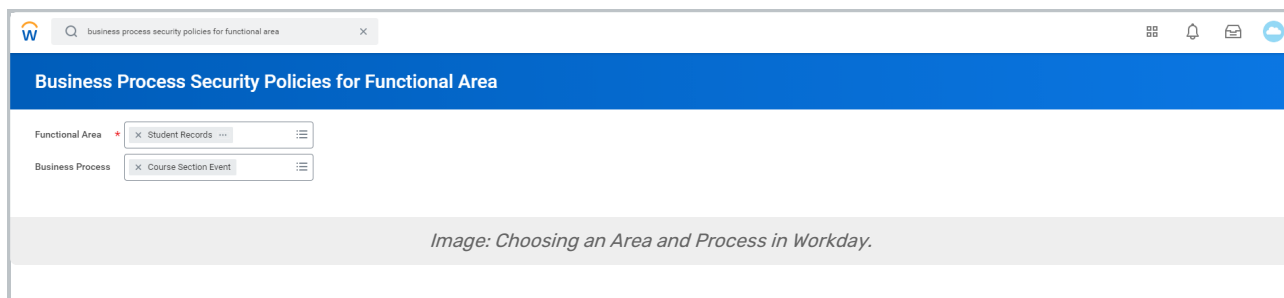 W business process security policies for functional area ×
Business Process Security Policies for Functional Area
Functional Area * × Student Records ...
Business Process × Course Section Event
Image: Choosing an Area and Process in Workday.